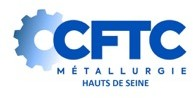 CFTC
MÉTALLURGIE
HAUTS DE SEINE